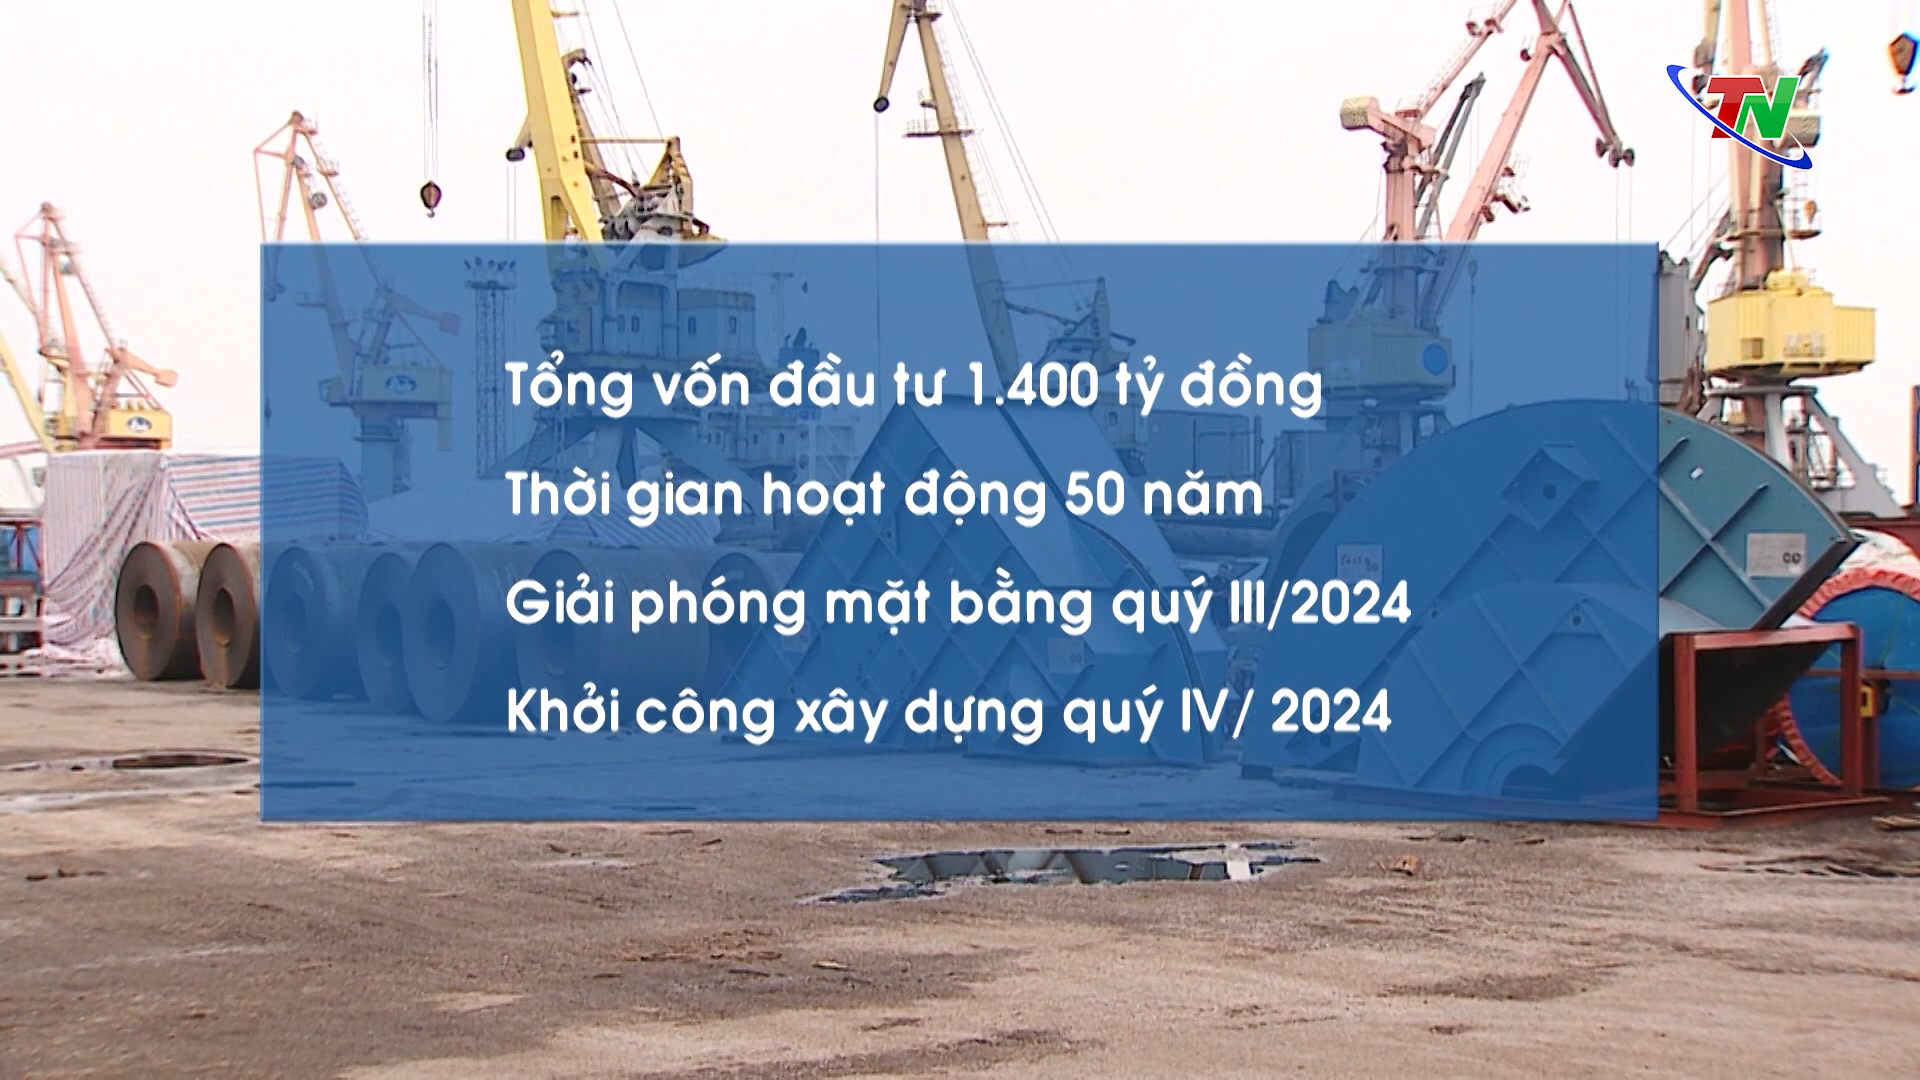 TN
Tổng vốn đầu tư 1.400 tỷ đồng
Thời gian hoạt động 50 năm
Giải phóng mặt bằng quý III/2024
Khởi công xây dựng quý IV/ 2024